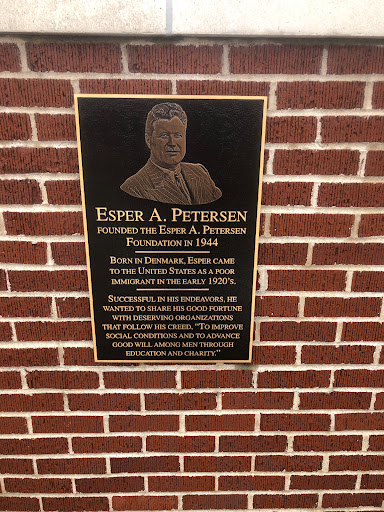 ESPER A. PETERSEN
FOUNDED THE ESPER A. PETERSEN
FOUNDATION IN 1944
BORN IN DENMARK, ESPER CAME
TO THE UNITED STATES AS A POOR
IMMIGRANT IN THE EARLY 1920'S.
SUCCESSFUL IN HIS ENDEAVORS, HE
WANTED TO SHARE HIS GOOD FORTUNE
WITH DESERVING ORGANIZATIONS
THAT FOLLOW HIS CREED, "TO IMPROVE
SOCIAL CONDITIONS AND TO ADVANCE
GOOD WILL AMONG MEN THROUGH
EDUCATION AND CHARITY."